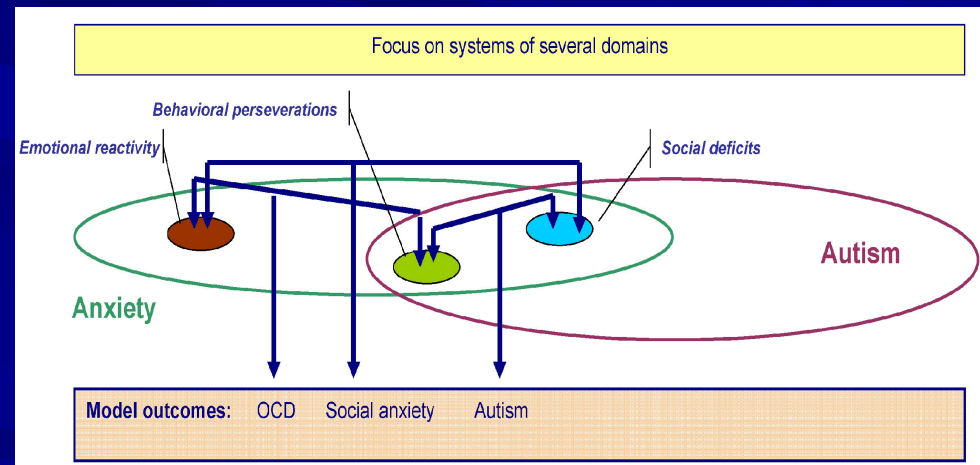 Focus on systems of several domains
Behavioral perseverations
Emotional reactivity
Social deficits
Autism
Anxiety
Model outcomes: OCD Social anxiety Autism